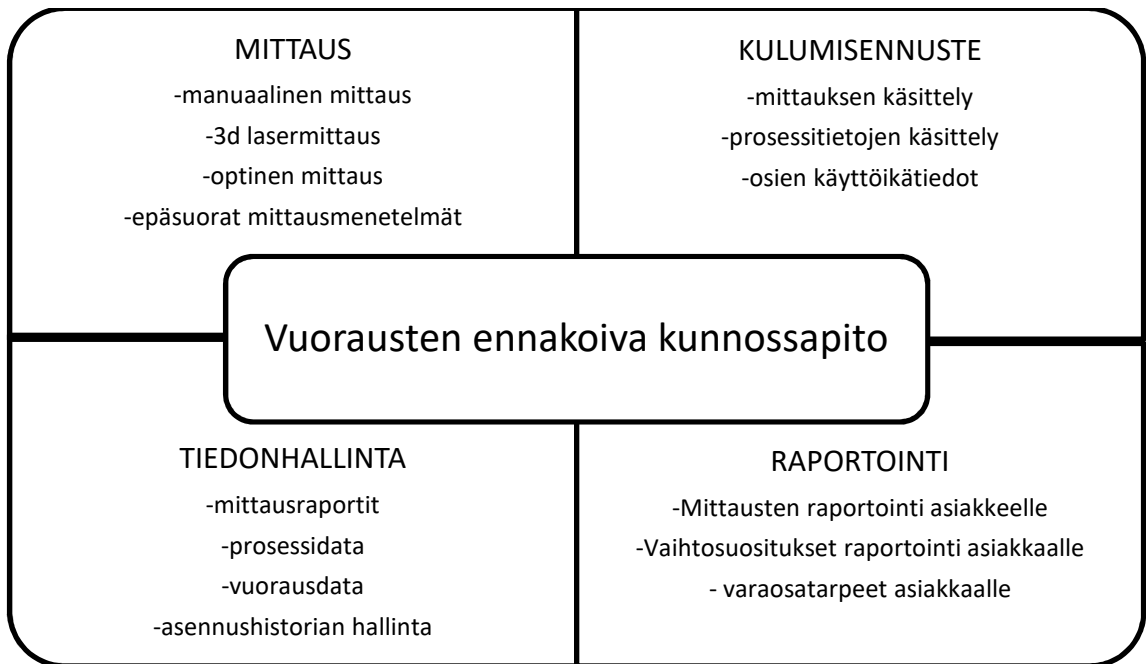 MITTAUS
-manuaalinen mittaus
-3d lasermittaus
-optinen mittaus
-epäsuorat mittausmenetelmät
KULUMISENNUSTE
-mittauksen käsittely
-prosessitietojen käsittely
-osien käyttöikätiedot
Vuorausten ennakoiva kunnossapito
TIEDONHALLINTA
-mittausraportit
-prosessidata
-vuorausdata
-asennushistorian hallinta
RAPORTOINTI
-Mittausten raportointi asiakkeelle
-Vaihtosuositukset raportointi asiakkaalle
- varaosatarpeet asiakkaalle